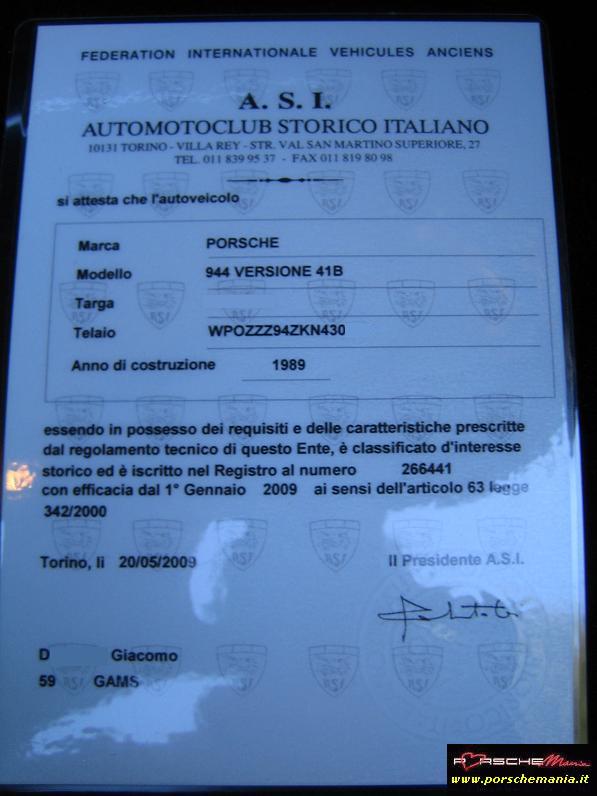 FEDERATION INTERNATIONALE VEHICULES ANCIENS
A. S. I.
AUTOMOTOCLUB STORICO ITALIANO
10131 TORINO - VILLA REY - STR. VAL SAN MARTINO SUPERIORE, 27
TEL. 011 839 95 37 - FAX 011 819 80 98
si attesta che l'autoveicolo
Marca PORSCHE
Modello 944 VERSIONE 41B
Targa
Telaio WPOZZZ94ZKN430
Anno di costruzione 1989
essendo in possesso dei requisiti e delle caratteristiche prescritte
dal regolamento tecnico di questo Ente, è classificato d'interesse
storico ed è iscritto nel Registro al numero 266441
con efficacia dal 1° Gennaio 2009 ai sensi dell'articolo 63 legge
342/2000
Torino, li 20/05/2009 Il Presidente A.S.I.
D Giacomo
59 GAMS
PORSCHE Mania
www.porschemania.it